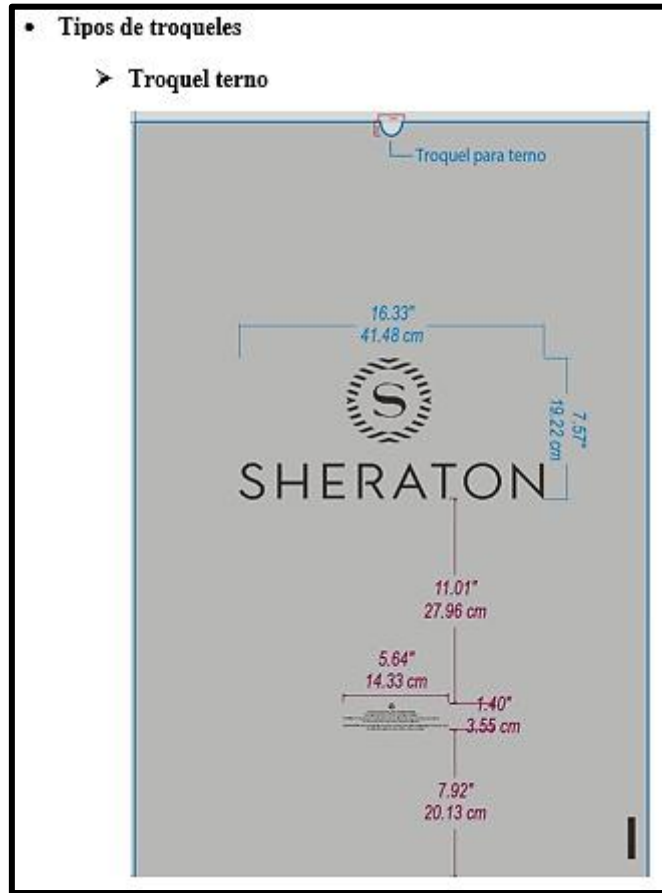 • Tipos de troqueles
➤ Troquel terno
Troquel para terno
16.33"
41.48 cm
7.57"
19.22 cm
S
SHERATON
11.01"
27.96 cm
5.64"
14.33 cm
1.40"
3.55 cm
7.92"
20.13 cm